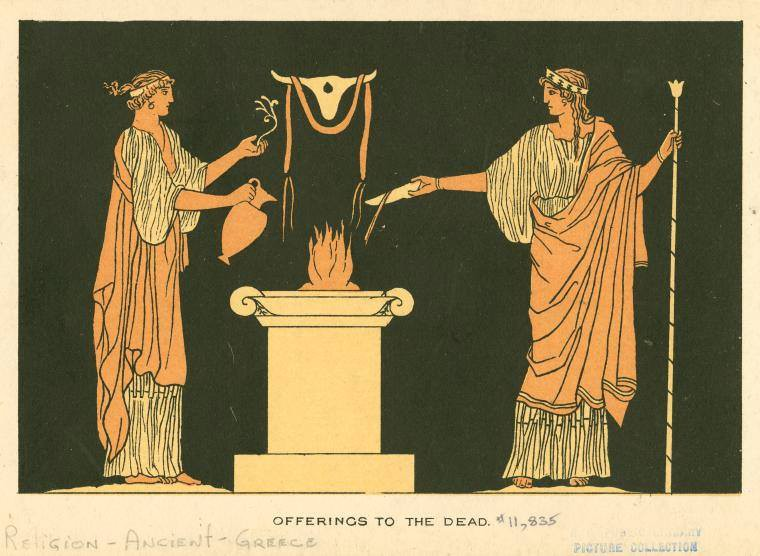 OFFERINGS TO THE DEAD. #11,835
Religion - Ancient - Greece
PICTURE COLLECTION